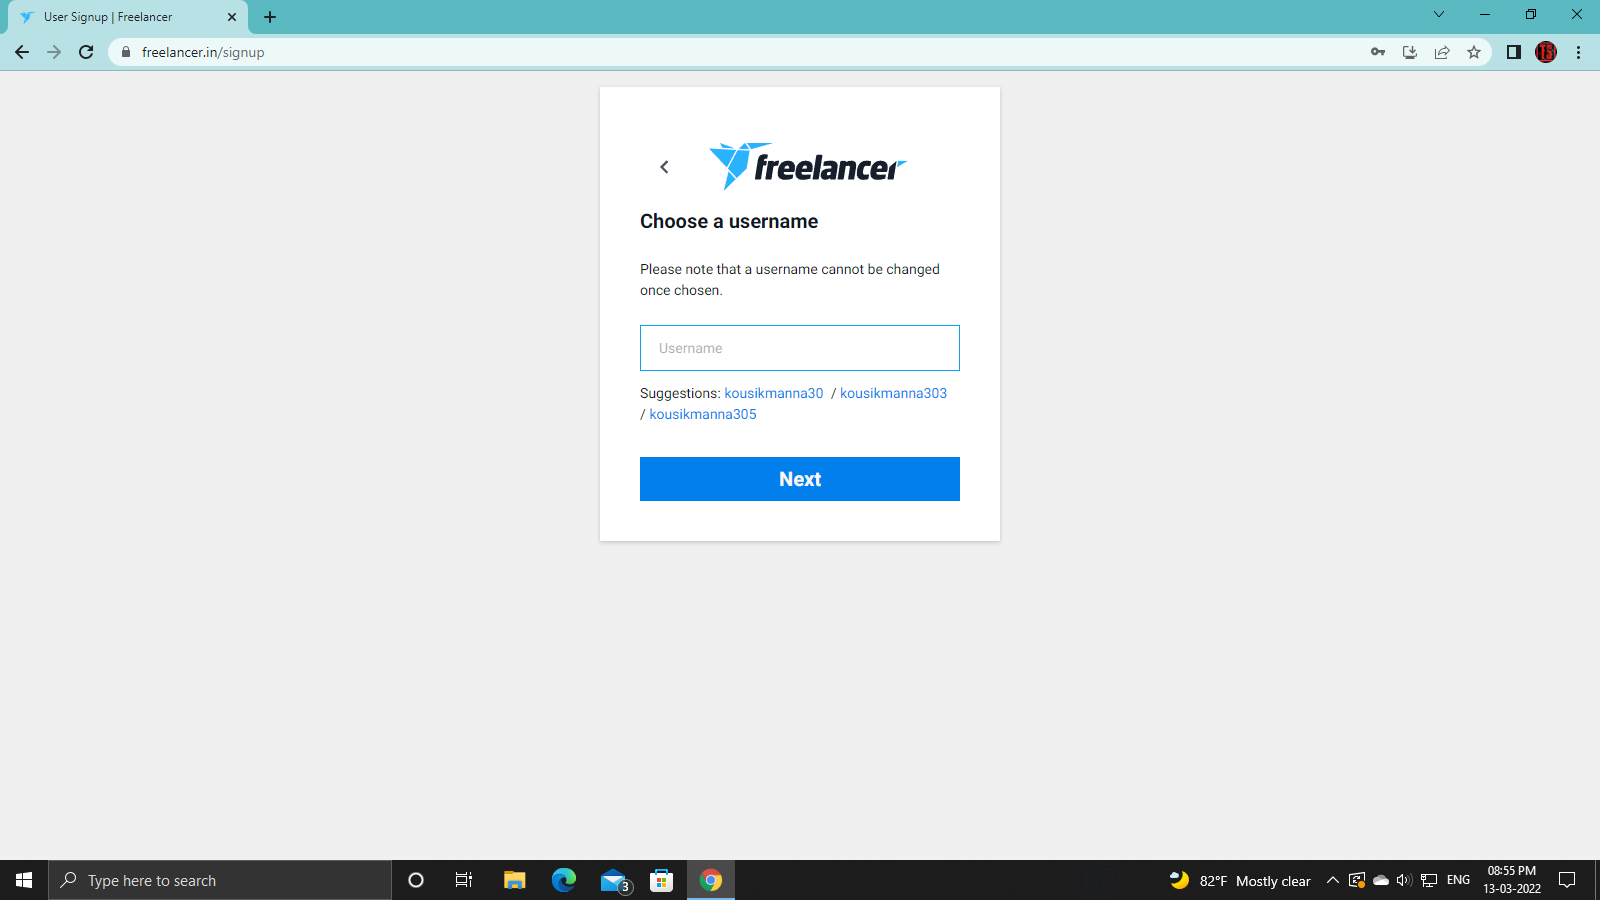 User Signup | Freelancer
freelancer.in/signup
freelancer
Choose a username
Please note that a username cannot be changed
once chosen.
Username
Suggestions: kousikmanna30 / kousikmanna303
/ kousikmanna305
Next
Type here to search
3
82°F Mostly clear
ENG
08:55 PM
13-03-2022